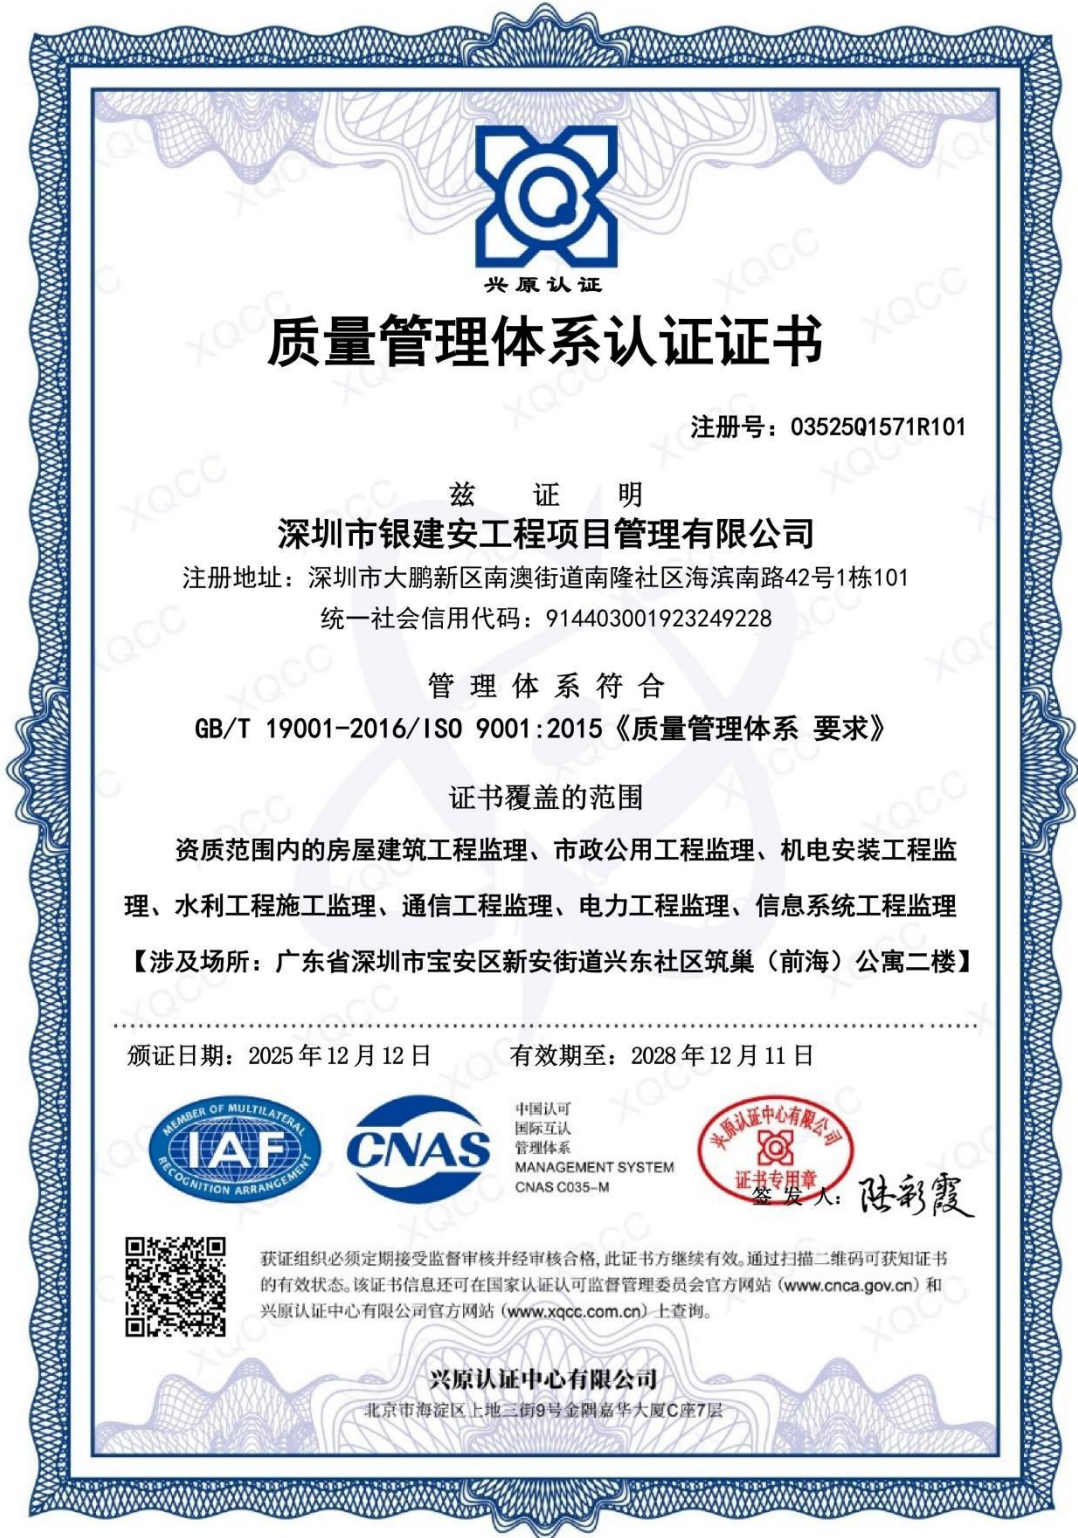 兴原认证
质量管理体系认证证书
注册号：03525Q1571R101
兹 证 明
深圳市银建安工程项目管理有限公司
注册地址：深圳市大鹏新区南澳街道南隆社区海滨南路42号1栋101
统一社会信用代码：914403001923249228
管 理 体 系 符 合
GB/T 19001-2016/ISO 9001:2015《质量管理体系 要求》
证书覆盖的范围
资质范围内的房屋建筑工程监理、市政公用工程监理、机电安装工程监
理、水利工程施工监理、通信工程监理、电力工程监理、信息系统工程监理
【涉及场所：广东省深圳市宝安区新安街道兴东社区筑巢（前海）公寓二楼】
颁证日期：2025年12月12日 有效期至：2028年12月11日
MEMBER OF MULTILATERAL
IAF
RECOGNITION ARRANGEMENT
CNAS
中国认可
国际互认
管理体系
MANAGEMENT SYSTEM
CNAS C035-M
兴原认证中心有限公司
证书专用章
签 发 人：陆彩霞
获证组织必须定期接受监督审核并经审核合格，此证书方继续有效。通过扫描二维码可获知证书
的有效状态。该证书信息还可在国家认证认可监督管理委员会官方网站（www.cnca.gov.cn）和
兴原认证中心有限公司官方网站（www.xqcc.com.cn）上查询。
兴原认证中心有限公司
北京市海淀区上地三街9号金隅嘉华大厦C座7层
XQCC